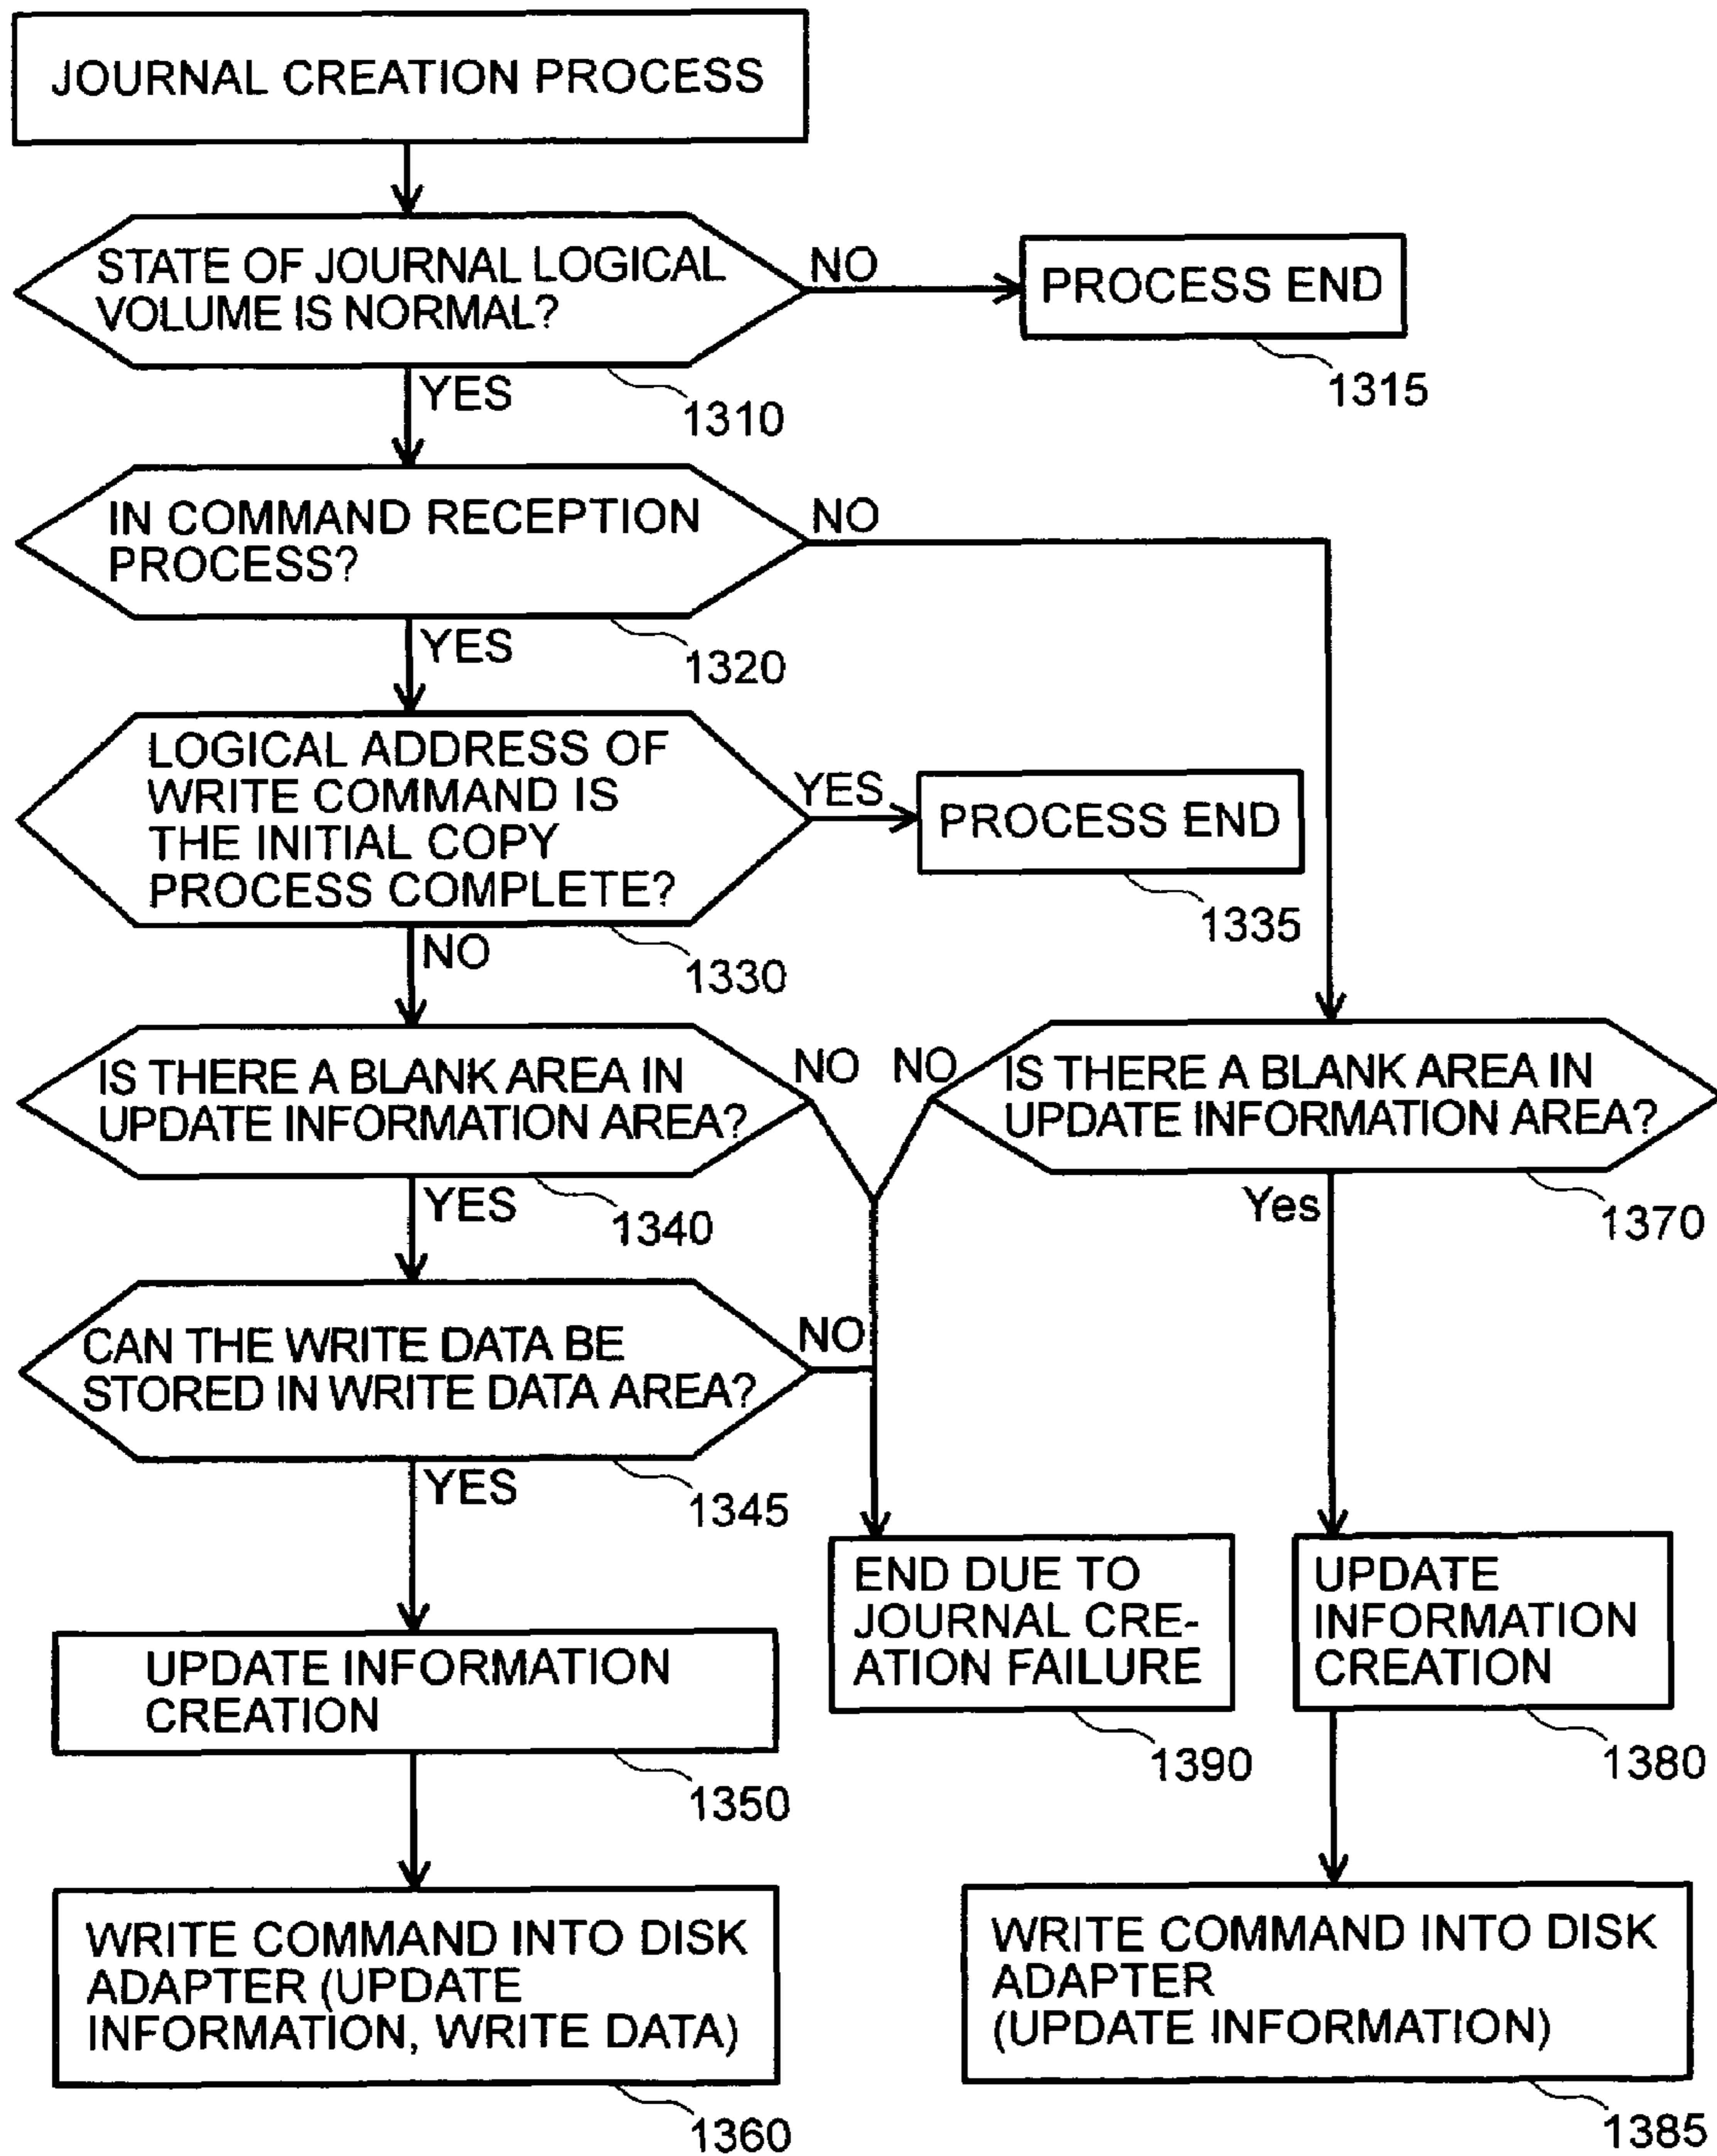 JOURNAL CREATION PROCESS
STATE OF JOURNAL LOGICAL
VOLUME IS NORMAL?
NO
PROCESS END
1315
YES
1310
IN COMMAND RECEPTION
PROCESS?
NO
YES
1320
LOGICAL ADDRESS OF
WRITE COMMAND IS
THE INITIAL COPY
PROCESS COMPLETE?
YES
PROCESS END
1335
NO
1330
IS THERE A BLANK AREA IN
UPDATE INFORMATION AREA?
NO
NO
IS THERE A BLANK AREA IN
UPDATE INFORMATION AREA?
YES
1340
Yes
1370
CAN THE WRITE DATA BE
STORED IN WRITE DATA AREA?
NO
YES
1345
END DUE TO
JOURNAL CRE-
ATION FAILURE
1390
UPDATE
INFORMATION
CREATION
1380
UPDATE INFORMATION
CREATION
1350
WRITE COMMAND INTO DISK
ADAPTER (UPDATE
INFORMATION, WRITE DATA)
1360
WRITE COMMAND INTO DISK
ADAPTER
(UPDATE INFORMATION)
1385